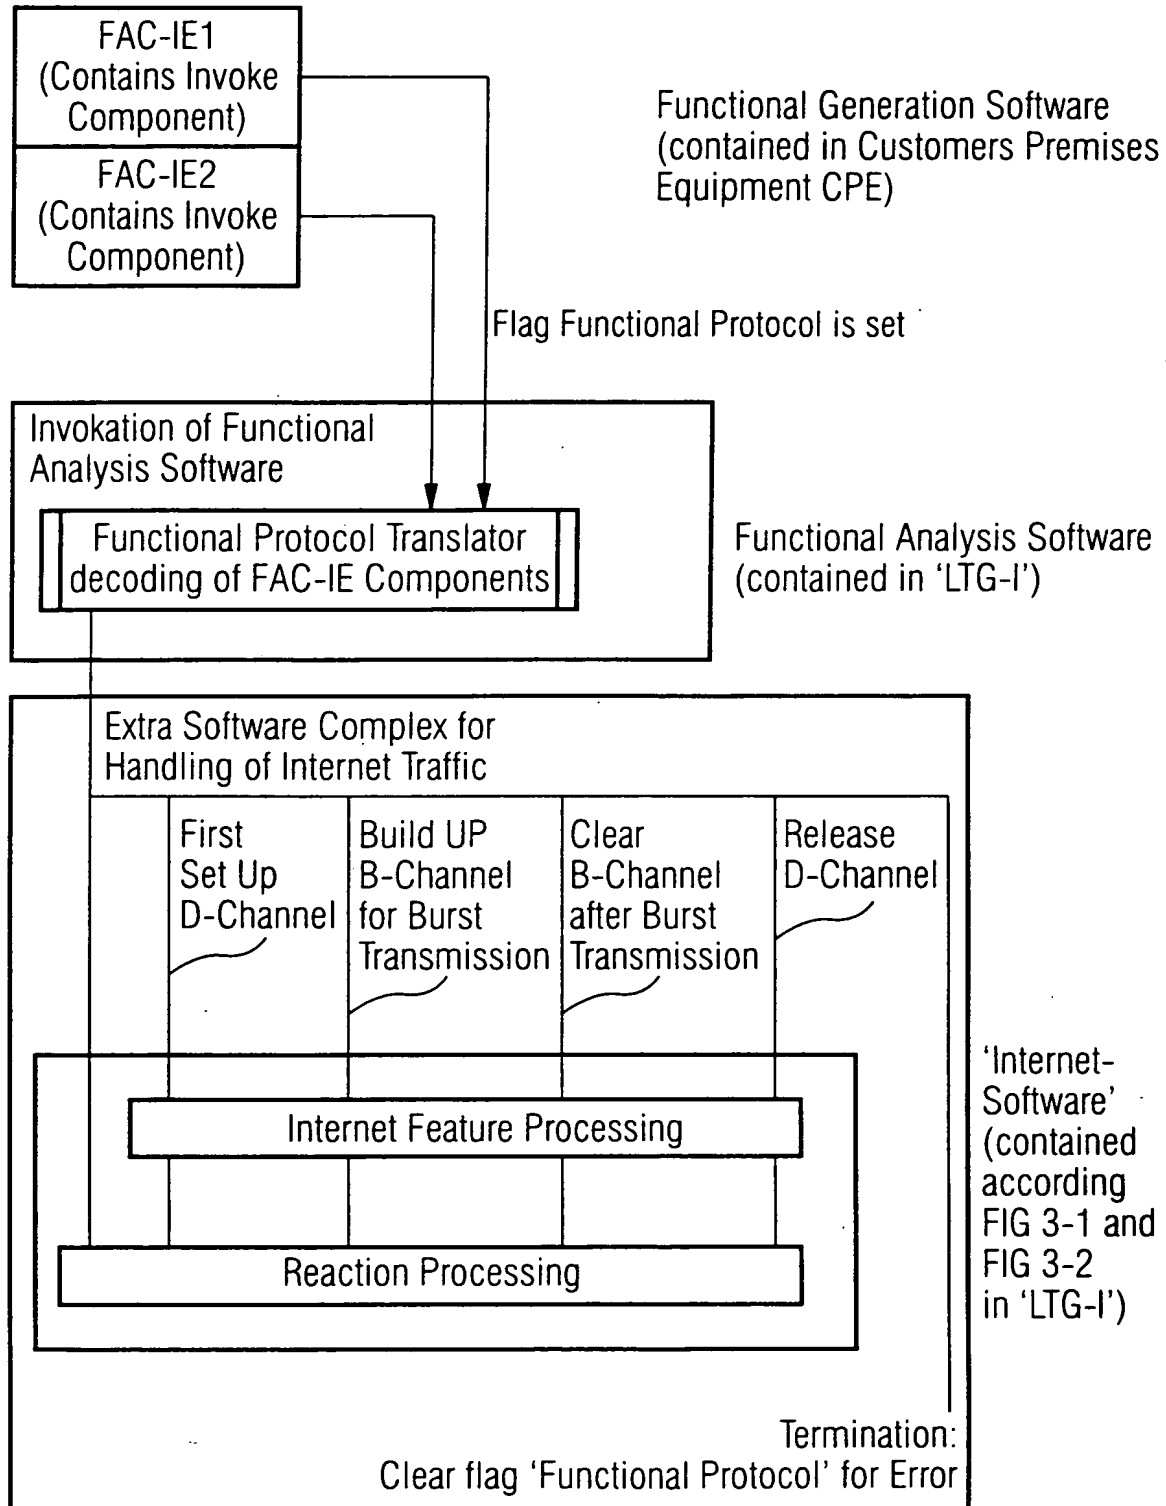 FAC-IE1
(Contains Invoke
Component)
FAC-IE2
(Contains Invoke
Component)
Functional Generation Software
(contained in Customers Premises
Equipment CPE)
Flag Functional Protocol is set
Invokation of Functional
Analysis Software
Functional Protocol Translator
decoding of FAC-IE Components
Functional Analysis Software
(contained in ‘LTG-I’)
Extra Software Complex for
Handling of Internet Traffic
First
Set Up
D-Channel
Build UP
B-Channel
for Burst
Transmission
Clear
B-Channel
after Burst
Transmission
Release
D-Channel
Internet Feature Processing
Reaction Processing
‘Internet-
Software’
(contained
according
FIG 3-1 and
FIG 3-2
in ‘LTG-I’)
Termination:
Clear flag ‘Functional Protocol’ for Error